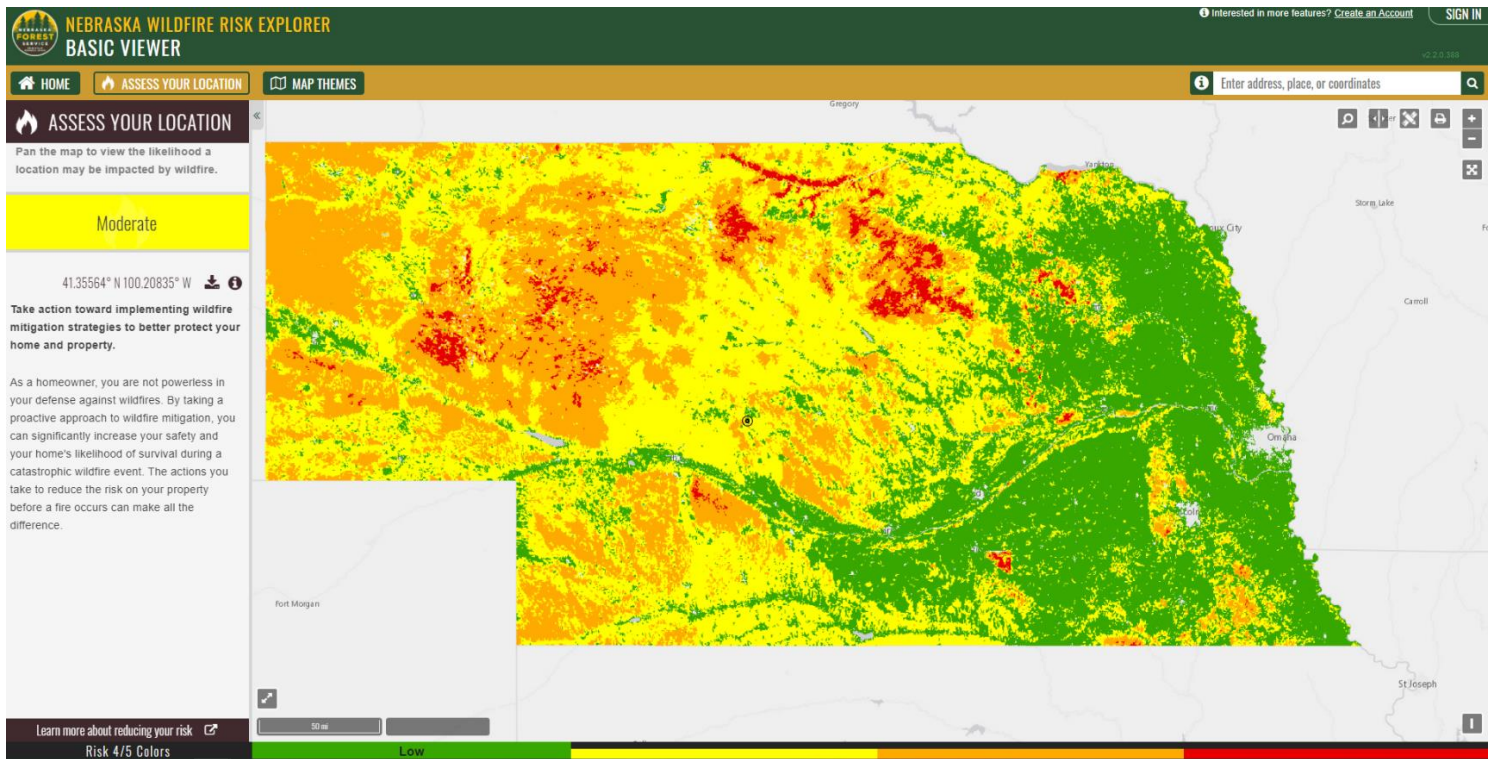 NEBRASKA WILDFIRE RISK EXPLORER
BASIC VIEWER
NEBRASKA
FOREST
SERVICE
Interested in more features? Create an Account
SIGN IN
v2.2.0.388
HOME
ASSESS YOUR LOCATION
MAP THEMES
Enter address, place, or coordinates
ASSESS YOUR LOCATION
Pan the map to view the likelihood a
location may be impacted by wildfire.
Moderate
41.35564° N 100.20835° W
Take action toward implementing wildfire
mitigation strategies to better protect your
home and property.
As a homeowner, you are not powerless in
your defense against wildfires. By taking a
proactive approach to wildfire mitigation, you
can significantly increase your safety and
your home's likelihood of survival during a
catastrophic wildfire event. The actions you
take to reduce the risk on your property
before a fire occurs can make all the
difference.
Learn more about reducing your risk
Risk 4/5 Colors
Low
Gregory
Yankton
Storm Lake
Sioux City
Carroll
Omaha
Fort Morgan
St Joseph
50 mi